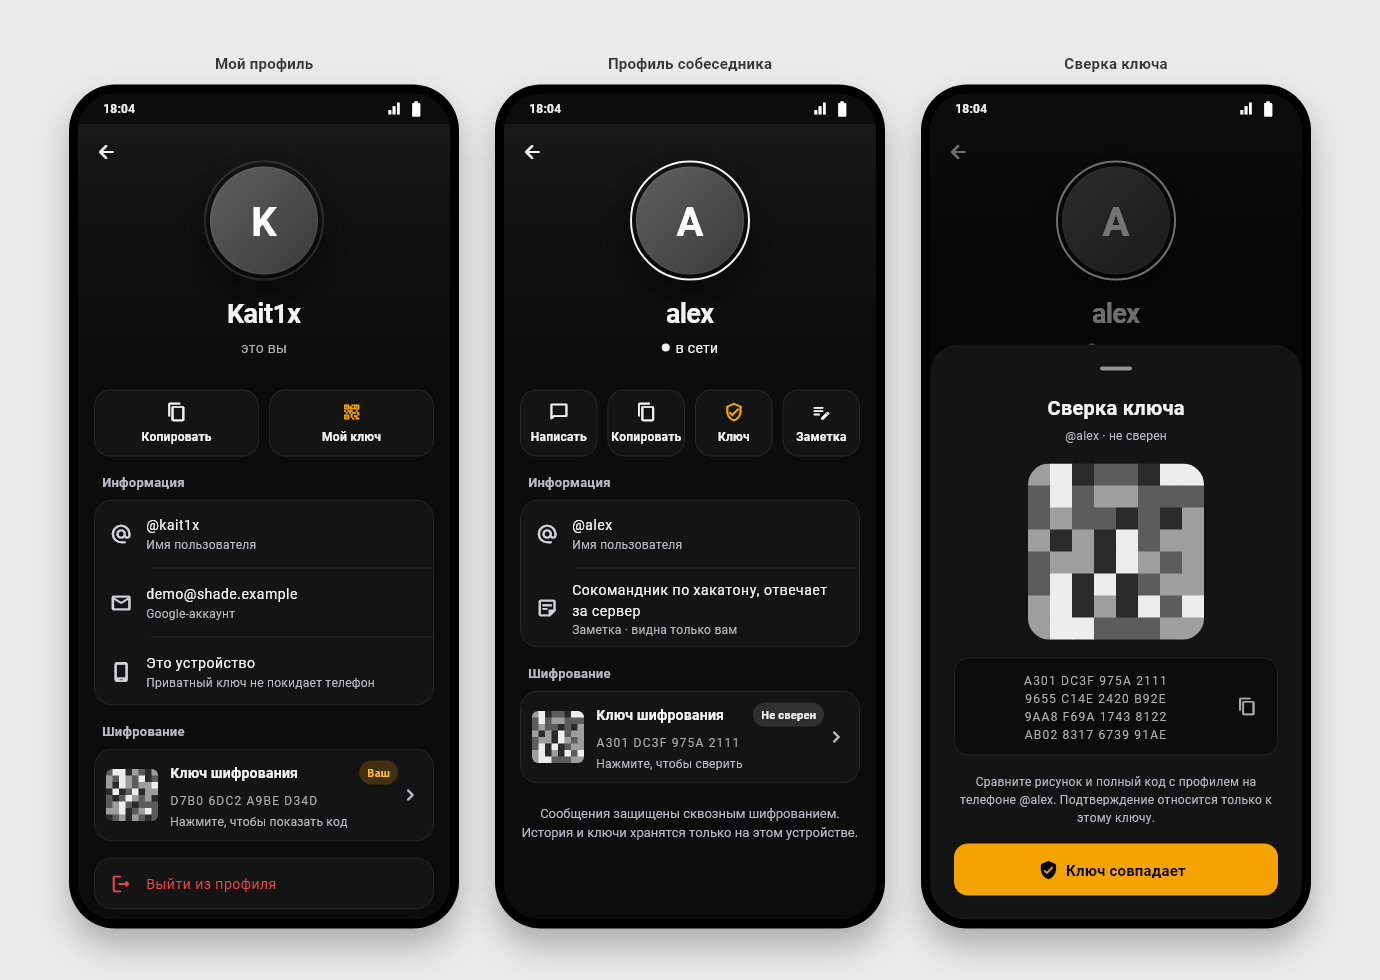 Мой профиль
18:04
K
Kait1x
это вы
Копировать
Мой ключ
Информация
@kait1x
Имя пользователя
demo@shade.example
Google-аккаунт
Это устройство
Приватный ключ не покидает телефон
Шифрование
Ключ шифрования
Ваш
D7B0 6DC2 A9BE D34D
Нажмите, чтобы показать код
Выйти из профиля
Профиль собеседника
18:04
A
alex
в сети
Написать
Копировать
Ключ
Заметка
Информация
@alex
Имя пользователя
Сокомандник по хакатону, отвечает
за сервер
Заметка · видна только вам
Шифрование
Ключ шифрования
Не сверен
A301 DC3F 975A 2111
Нажмите, чтобы сверить
Сообщения защищены сквозным шифрованием.
История и ключи хранятся только на этом устройстве.
Сверка ключа
18:04
A
alex
Сверка ключа
@alex · не сверен
A301 DC3F 975A 2111
9655 C14E 2420 B92E
9AA8 F69A 1743 8122
AB02 8317 6739 91AE
Сравните рисунок и полный код с профилем на
телефоне @alex. Подтверждение относится только к
этому ключу.
Ключ совпадает